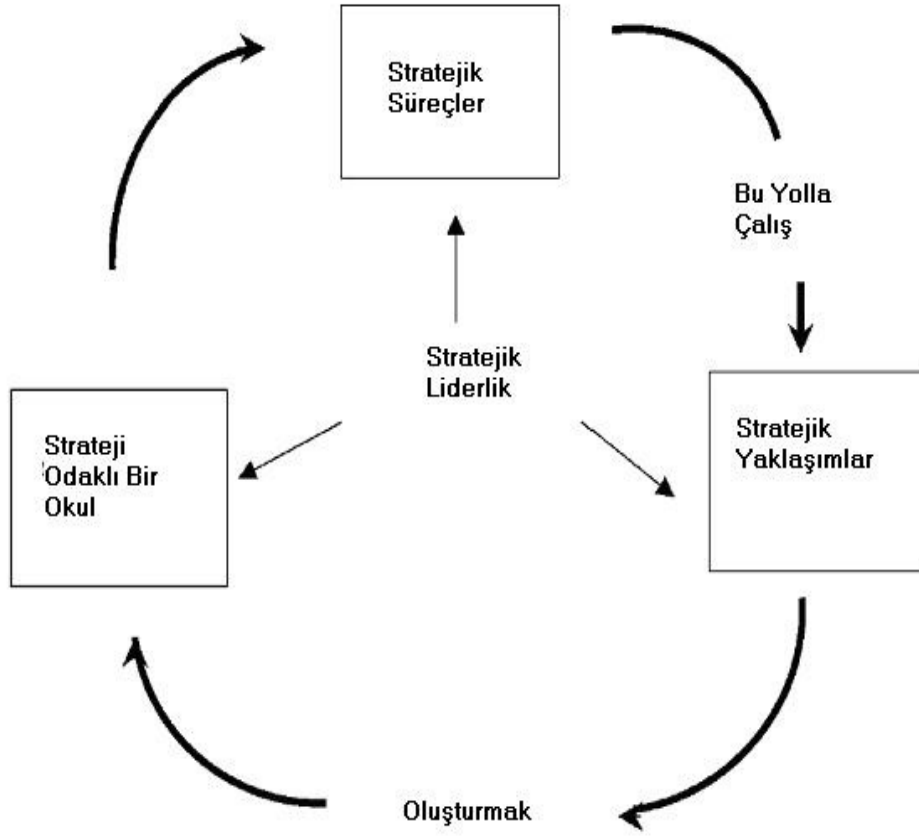 Stratejik
Süreçler
Bu Yolla
Çalış
Stratejik
Liderlik
Strateji
Odaklı Bir
Okul
Stratejik
Yaklaşımlar
Oluşturmak